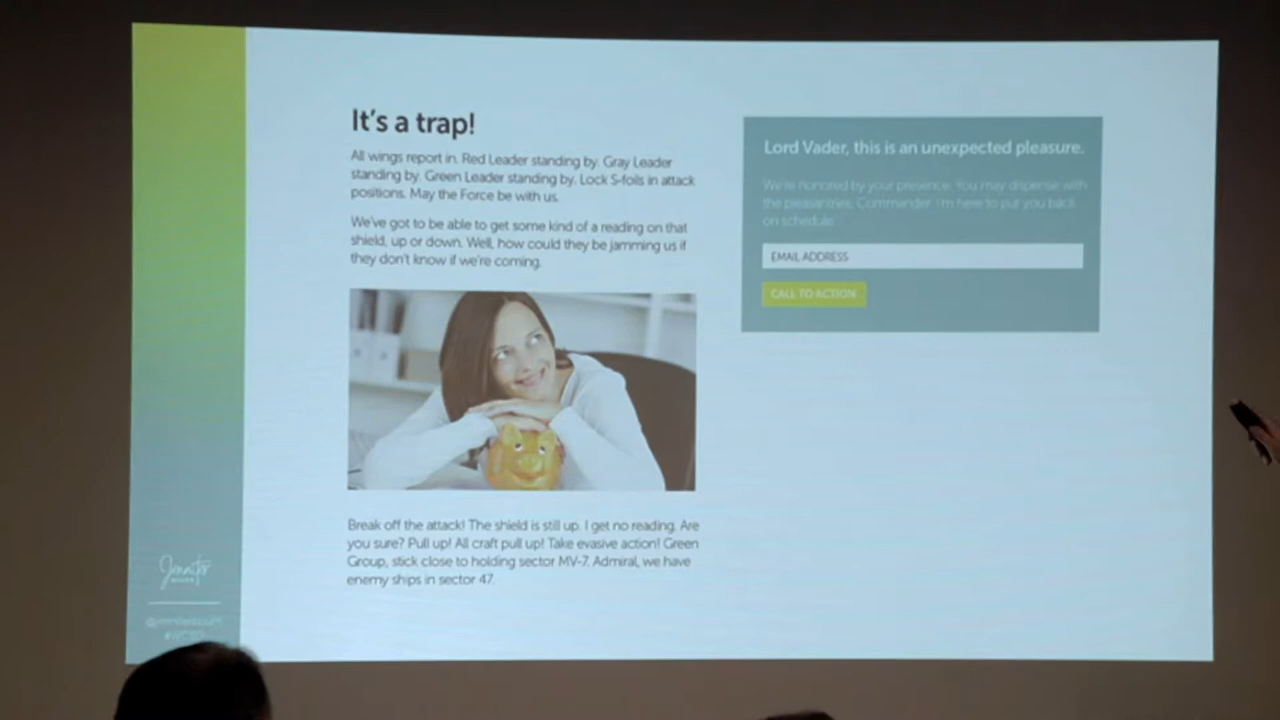 It's a trap!
All wings report in. Red Leader standing by. Gray Leader
standing by. Green Leader standing by. Lock S-foils in attack
positions. May the Force be with us.
We've got to be able to get some kind of a reading on that
shield, up or down. Well, how could they be jamming us if
they don't know if we're coming.
Break off the attack! The shield is still up. I get no reading. Are
you sure? Pull up! All craft pull up! Take evasive action! Green
Group, stick close to holding sector MV-7. Admiral, we have
enemy ships in sector 47.
Lord Vader, this is an unexpected pleasure.
We're honored by your presence. You may dispense with
the pleasantries, Commander. I'm here to put you back
on schedule.
EMAIL ADDRESS
CALL TO ACTION
Jennifer